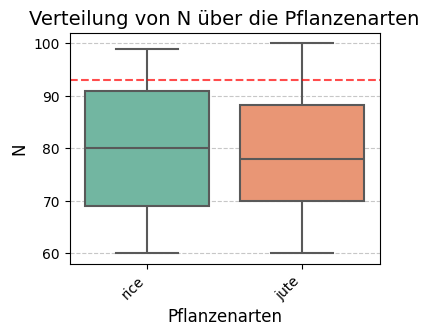 Verteilung von N über die Pflanzenarten
N
100
90
80
70
60
rice
jute
Pflanzenarten